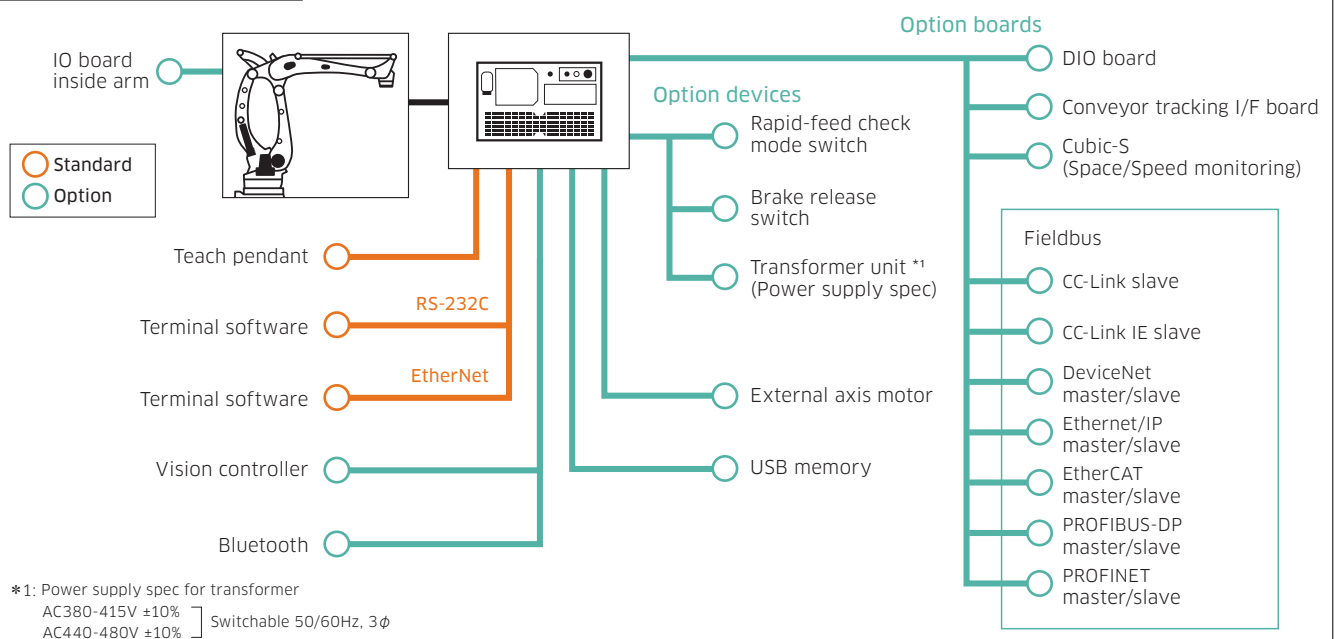 IO board
inside arm
Standard
Option
Teach pendant
RS-232C
Terminal software
EtherNet
Terminal software
Vision controller
Bluetooth
Option devices
Rapid-feed check
mode switch
Brake release
switch
Transformer unit *1
(Power supply spec)
External axis motor
USB memory
Option boards
DIO board
Conveyor tracking I/F board
Cubic-S
(Space/Speed monitoring)
Fieldbus
CC-Link slave
CC-Link IE slave
DeviceNet
master/slave
Ethernet/IP
master/slave
EtherCAT
master/slave
PROFIBUS-DP
master/slave
PROFINET
master/slave
*1: Power supply spec for transformer
AC380-415V ±10%
AC440-480V ±10%
Switchable 50/60Hz, 3ϕ